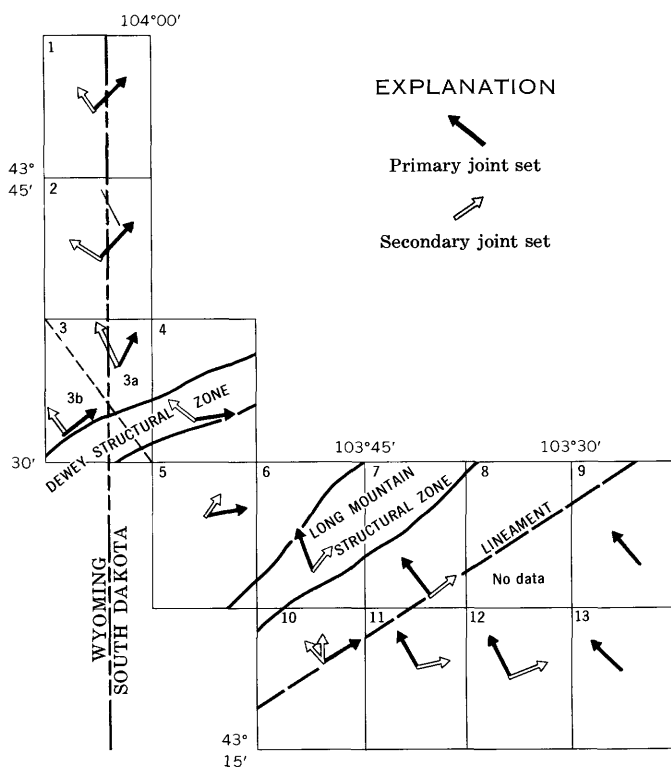 104°00′
1
EXPLANATION
Primary joint set
43°
45′
2
Secondary joint set
3
4
3a
3b
DEWEY STRUCTURAL ZONE
30′
103°45′
103°30′
5
6
7
8
9
LONG MOUNTAIN
STRUCTURAL ZONE
LINEAMENT
No data
WYOMING
SOUTH DAKOTA
10
11
12
13
43°
15′